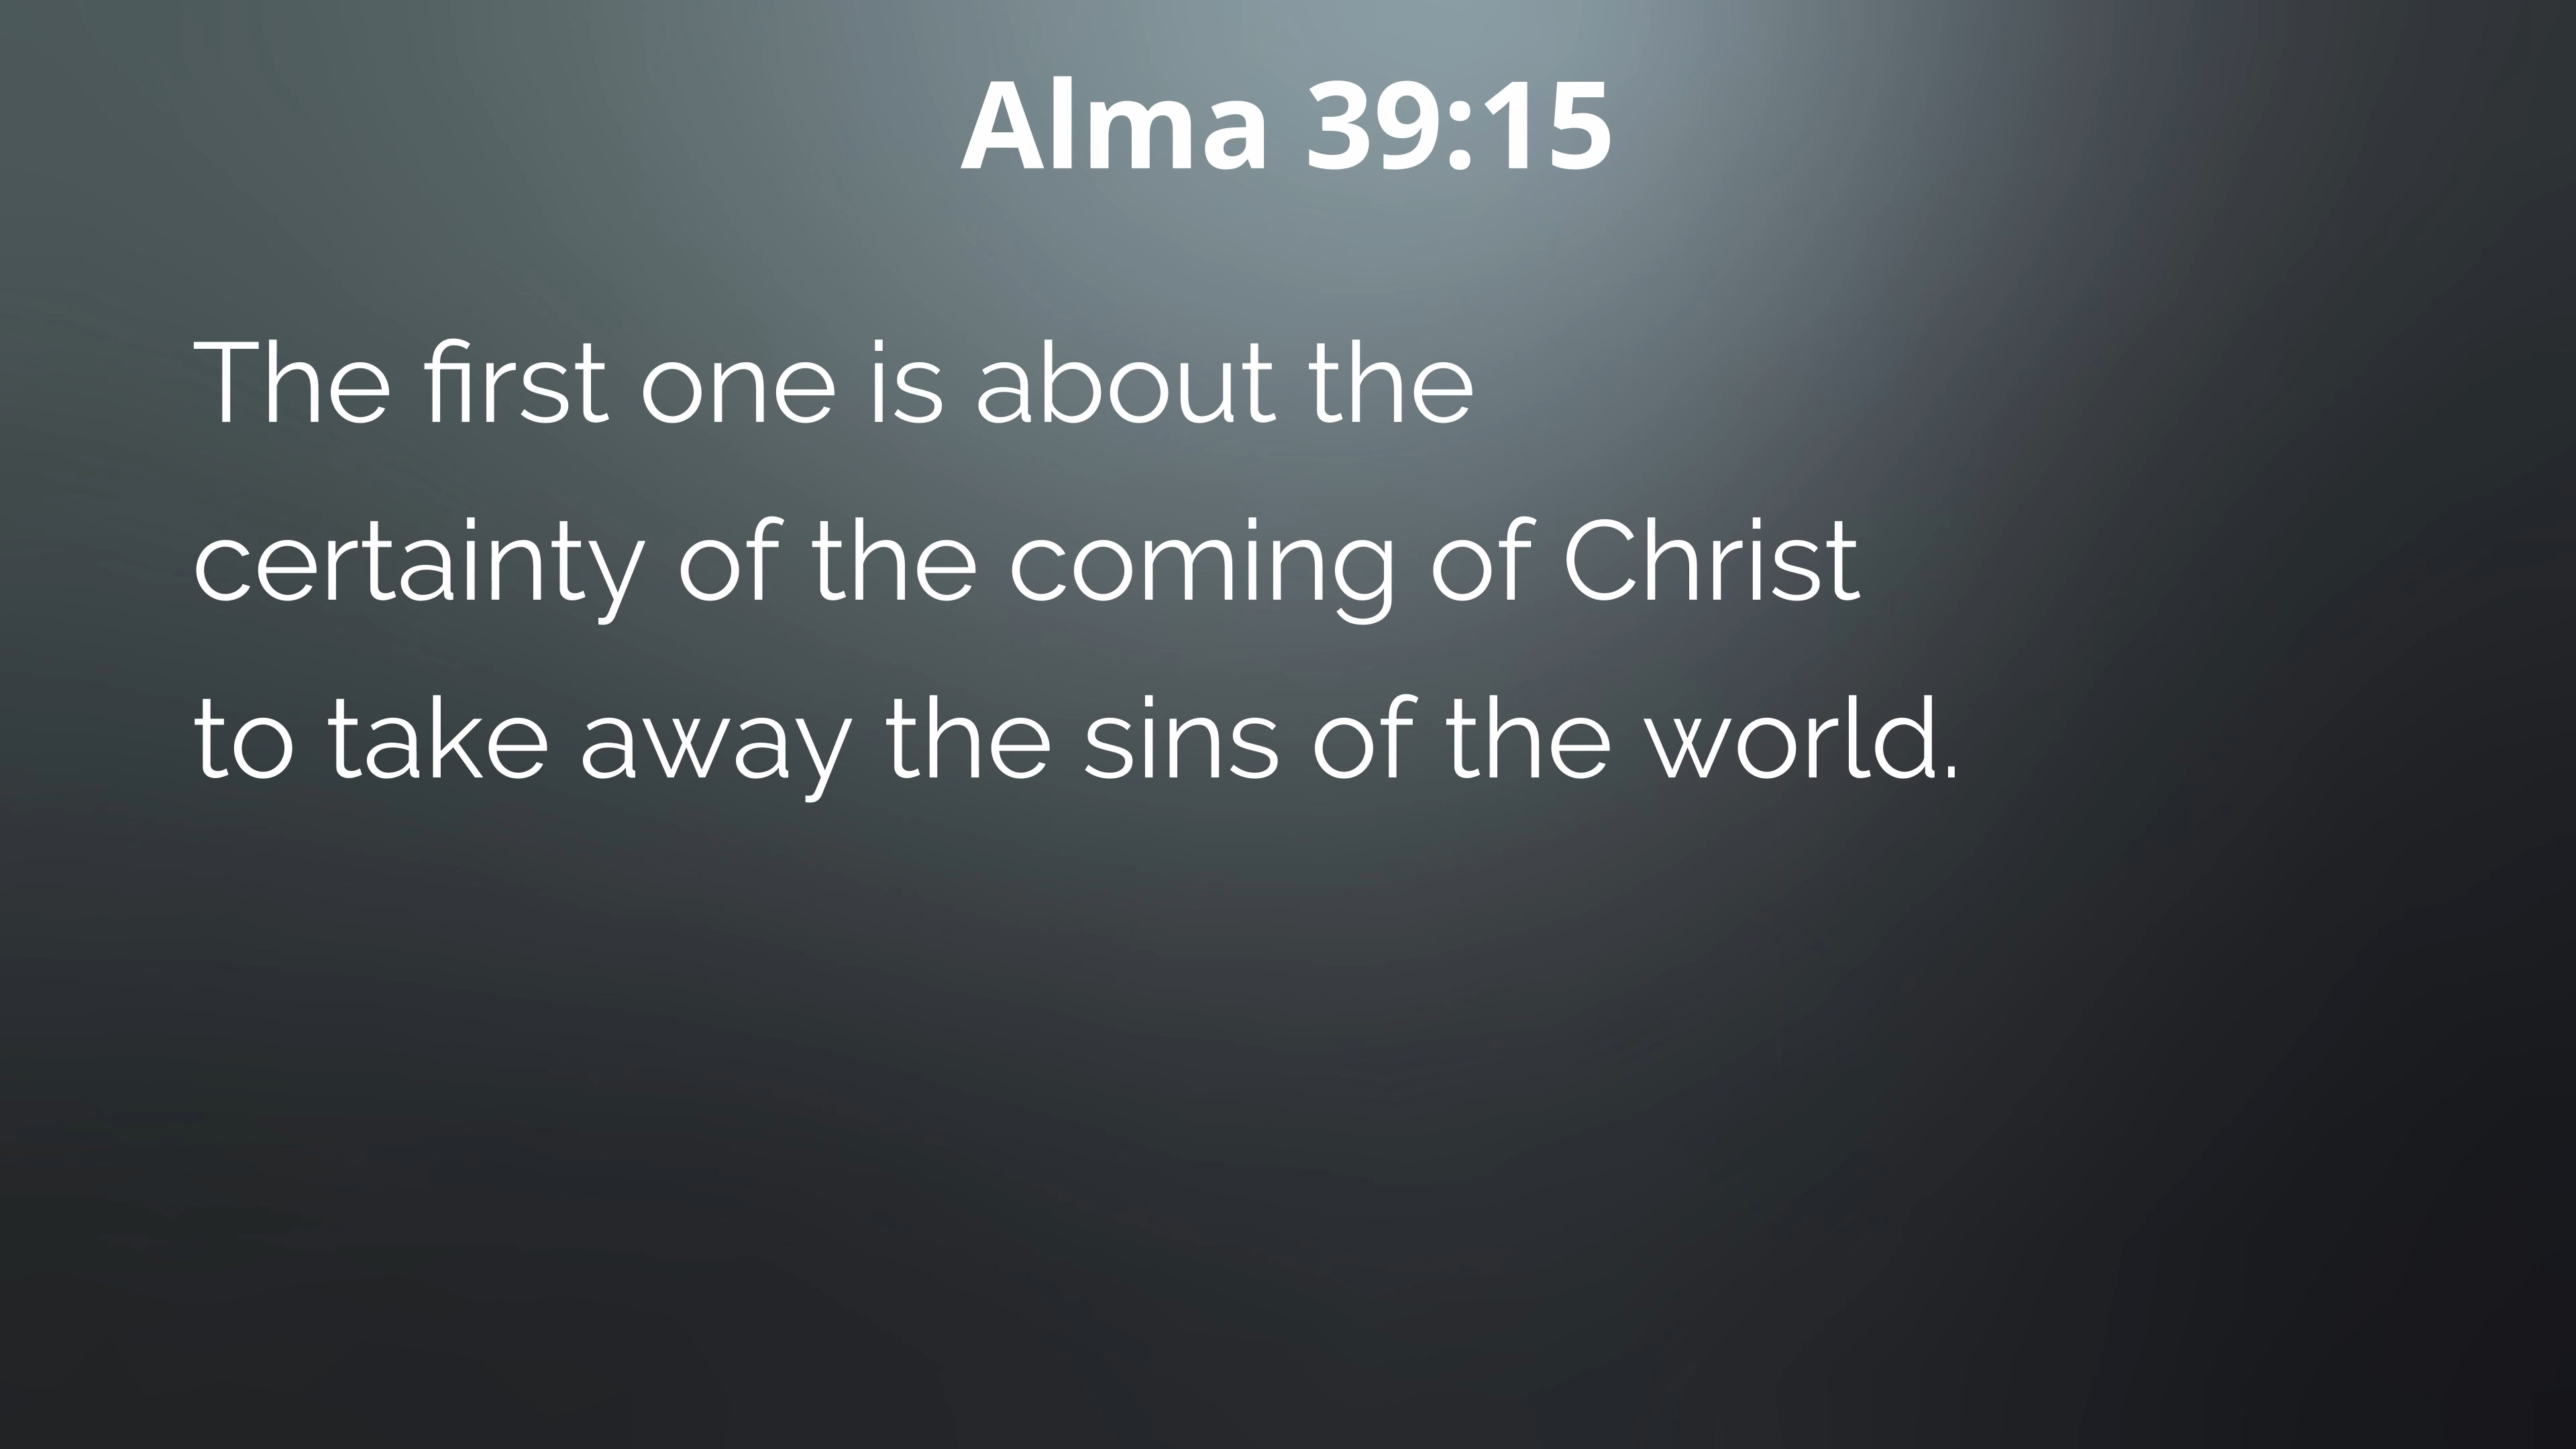 Alma 39:15
The first one is about the
certainty of the coming of Christ
to take away the sins of the world.